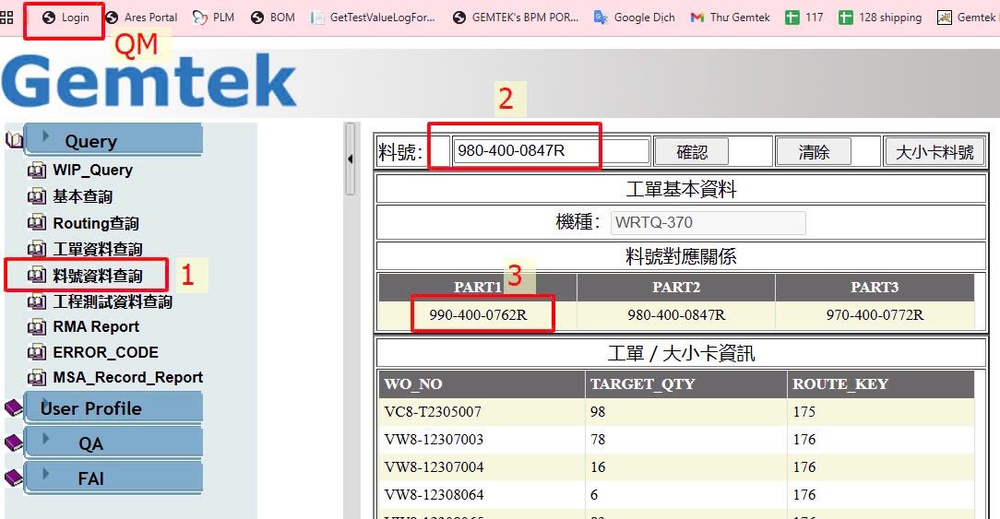 Login Ares Portal PLM BOM GetTestValueLogFor... GEMTEK's BPM POR... Google Dịch Thư Gemtek 117 128 shipping Gemtek
QM
Gemtek
2
Query
WIP_Query
基本查詢
Routing查詢
工單資料查詢
料號資料查詢
1
工程測試資料查詢
RMA Report
ERROR_CODE
MSA_Record_Report
User Profile
QA
FAI
料號: 980-400-0847R 確認 清除 大小卡料號
工單基本資料
機種: WRTQ-370
料號對應關係
3
PART1 PART2 PART3
990-400-0762R 980-400-0847R 970-400-0772R
工單 / 大小卡資訊
WO_NO TARGET_QTY ROUTE_KEY
VC8-T2305007 98 175
VW8-12307003 78 176
VW8-12307004 16 176
VW8-12308064 6 176